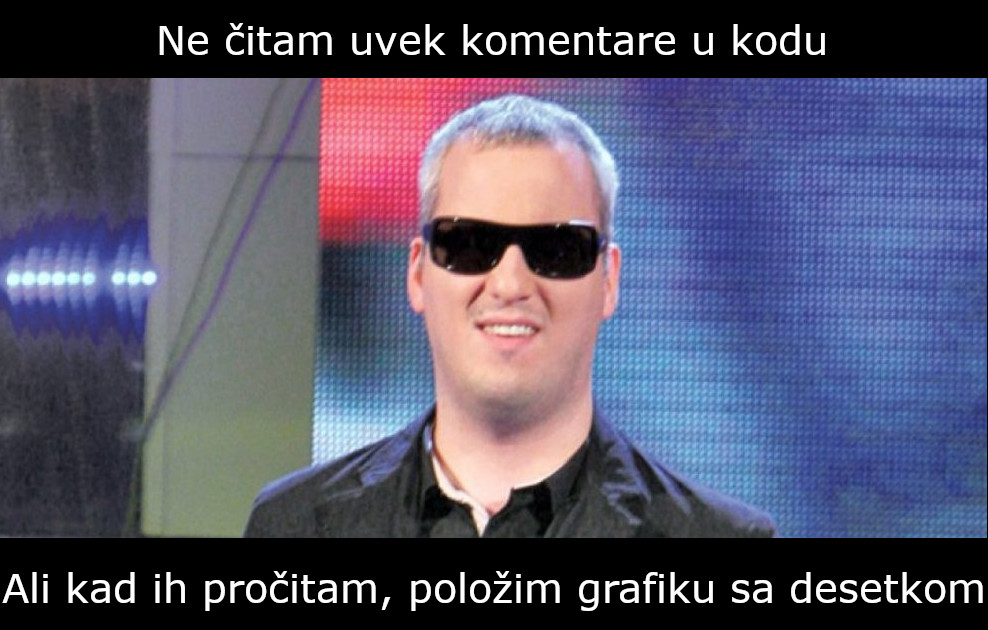 Ne čitam uvek komentare u kodu
Ali kad ih pročitam, položim grafiku sa desetkom